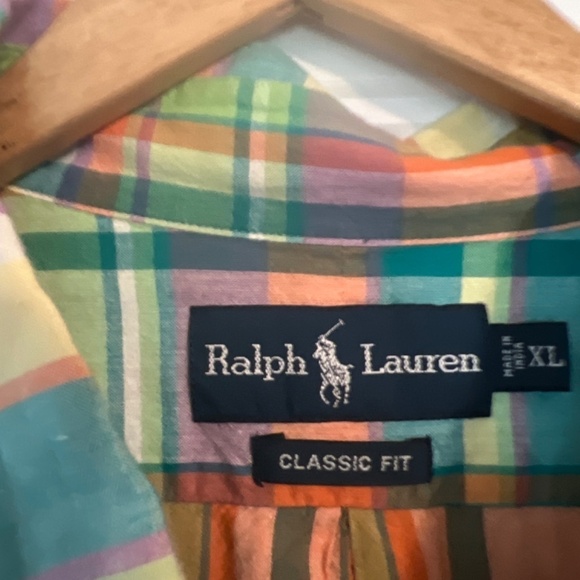 Ralph Lauren
MADE IN
INDIA
XL
CLASSIC FIT